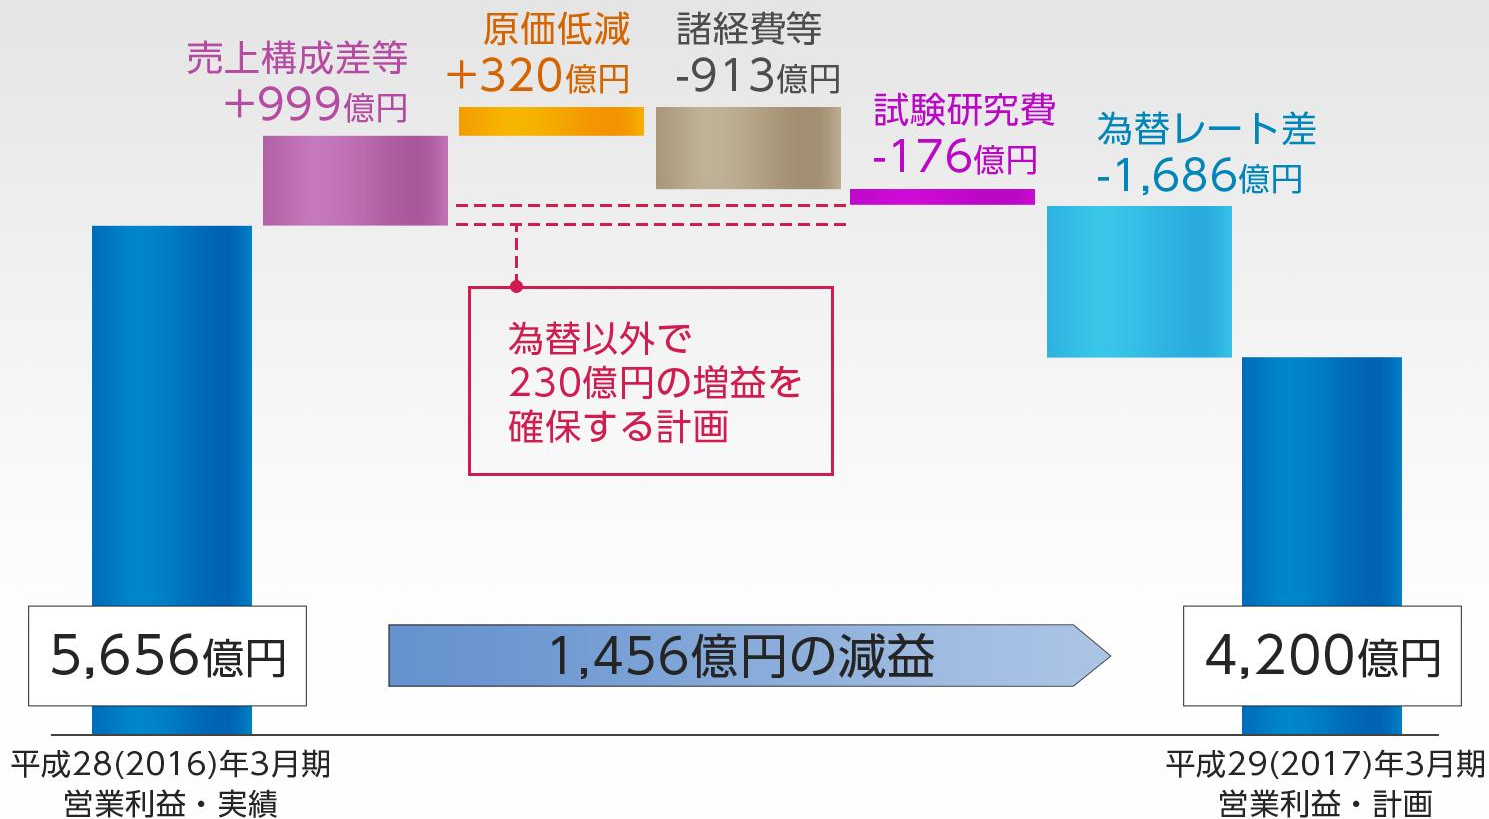 売上構成差等
+999億円
原価低減
+320億円
諸経費等
-913億円
試験研究費
-176億円
為替レート差
-1,686億円
為替以外で
230億円の増益を
確保する計画
5,656億円
1,456億円の減益
4,200億円
平成28(2016)年3月期
営業利益・実績
平成29(2017)年3月期
営業利益・計画